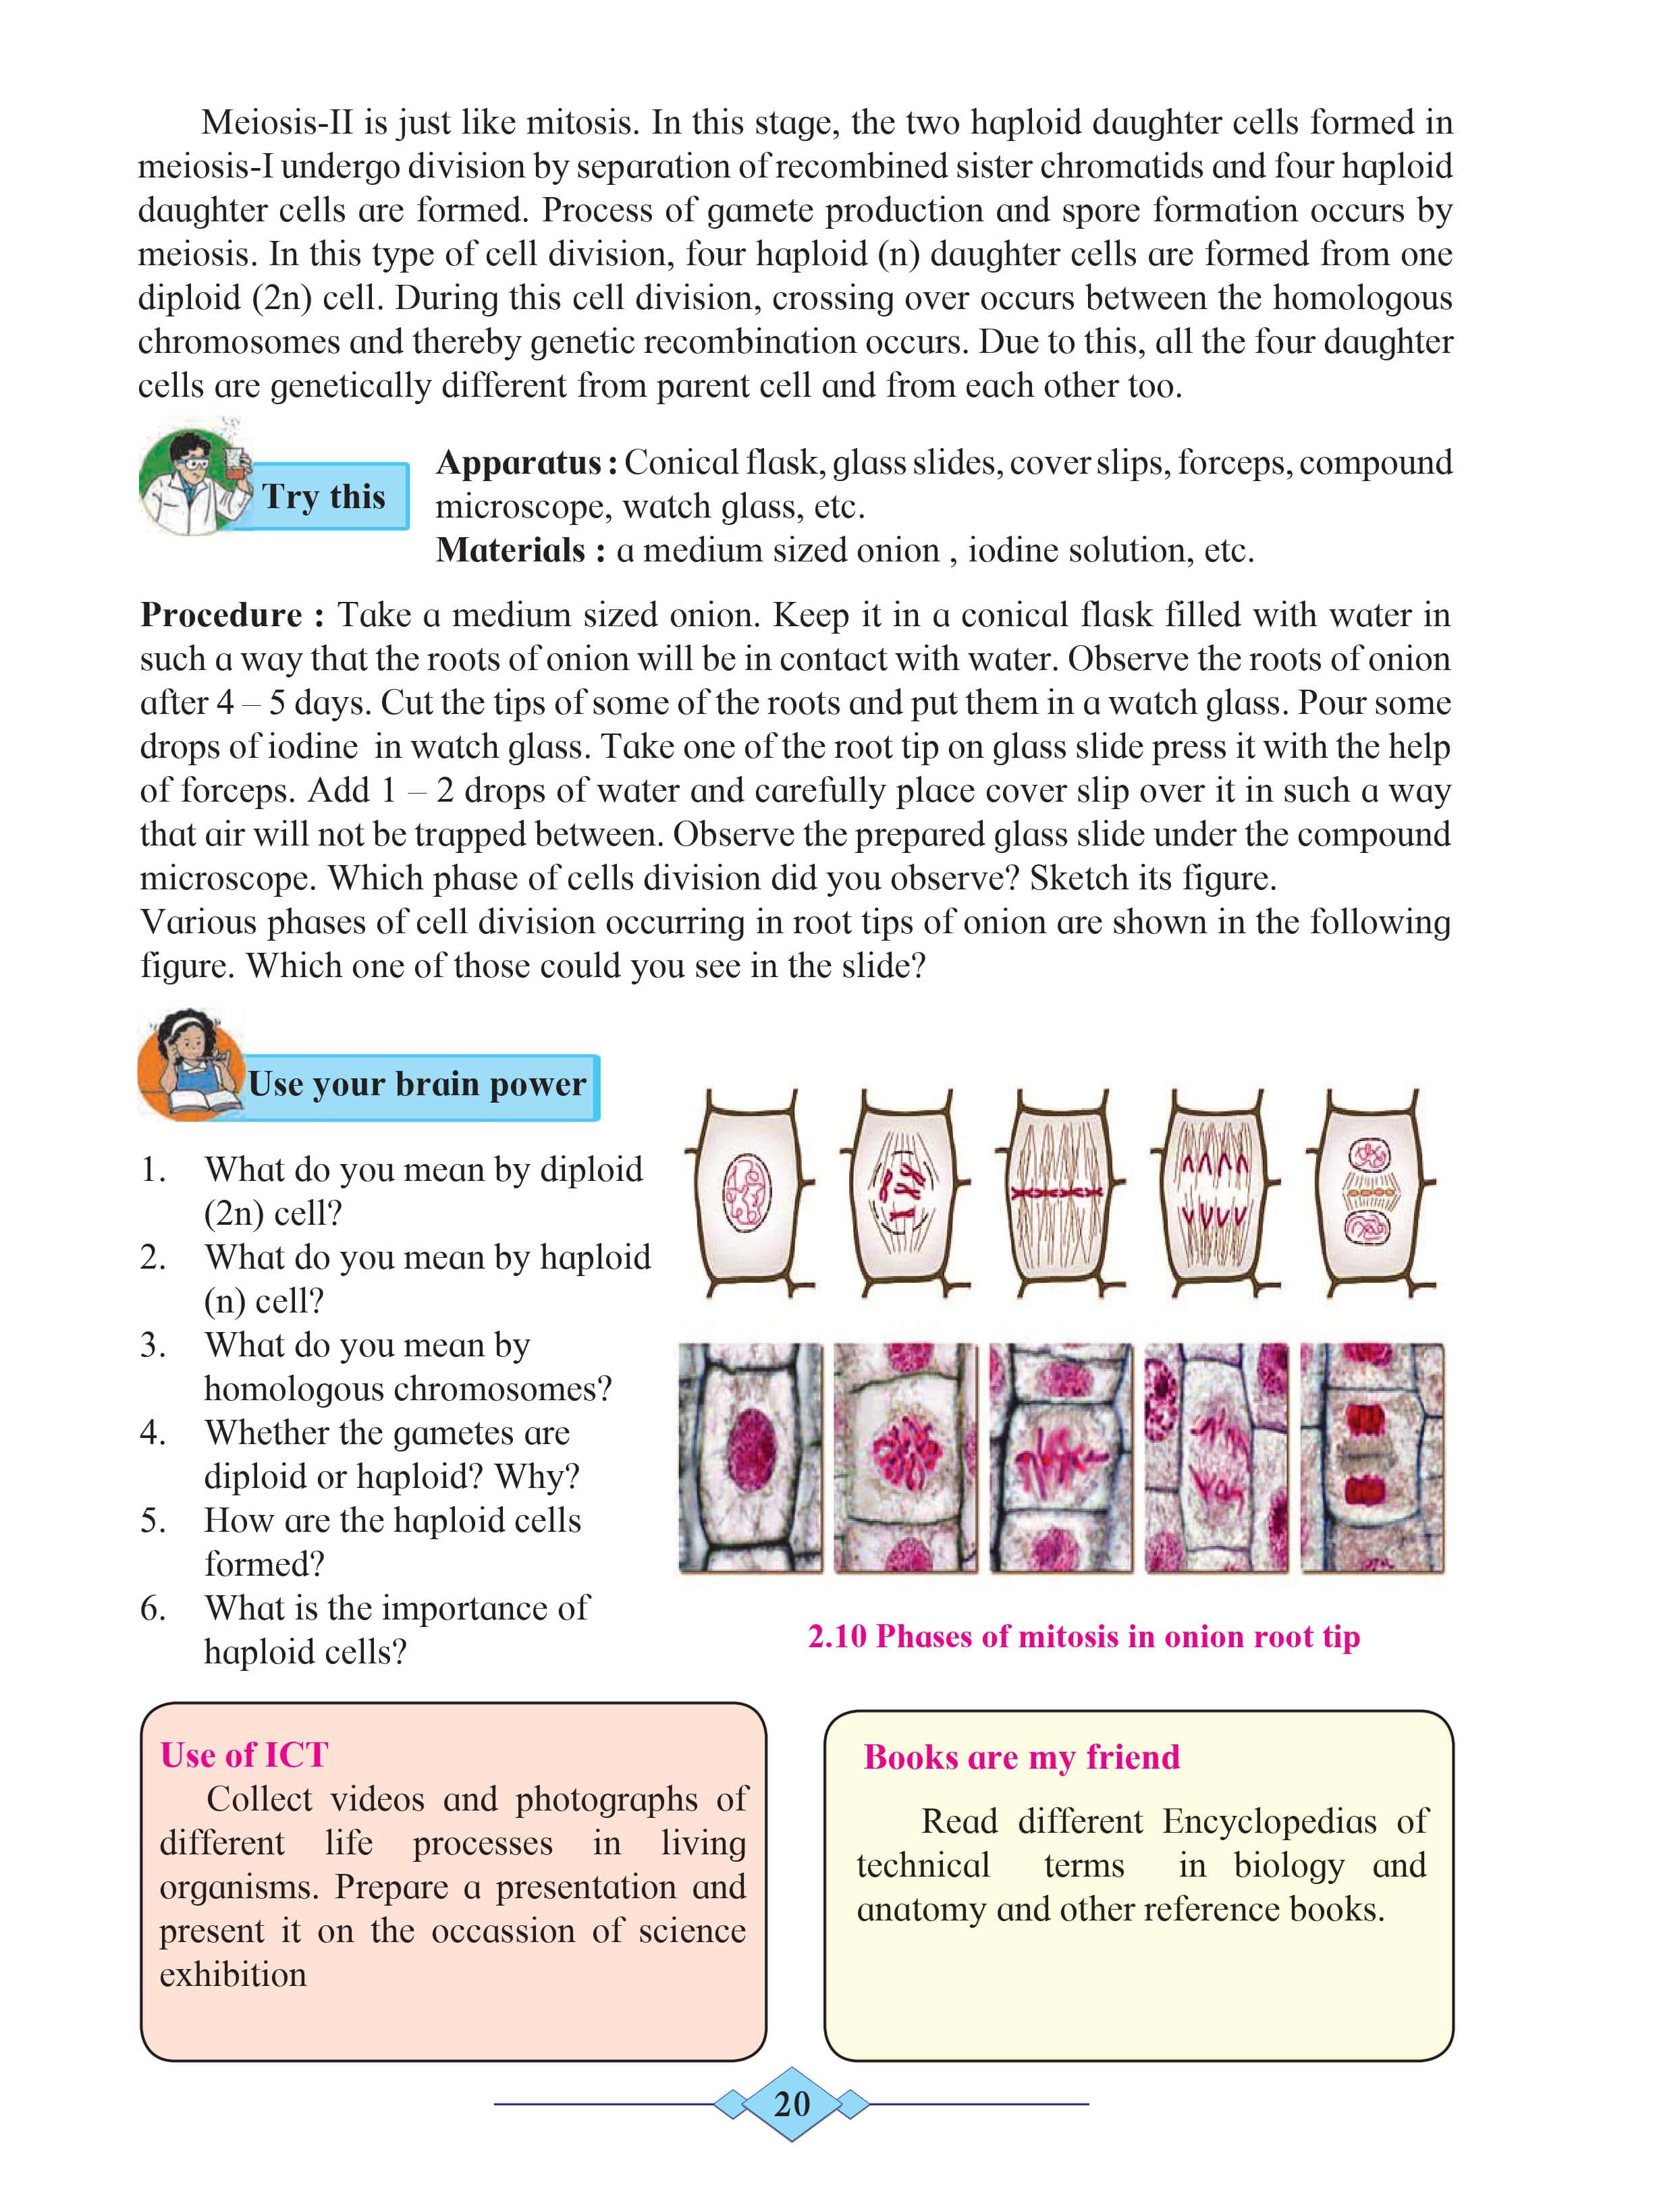 Meiosis-II is just like mitosis. In this stage, the two haploid daughter cells formed in
meiosis-I undergo division by separation of recombined sister chromatids and four haploid
daughter cells are formed. Process of gamete production and spore formation occurs by
meiosis. In this type of cell division, four haploid (n) daughter cells are formed from one
diploid (2n) cell. During this cell division, crossing over occurs between the homologous
chromosomes and thereby genetic recombination occurs. Due to this, all the four daughter
cells are genetically different from parent cell and from each other too.
Try this
Apparatus : Conical flask, glass slides, cover slips, forceps, compound
microscope, watch glass, etc.
Materials : a medium sized onion , iodine solution, etc.
Procedure : Take a medium sized onion. Keep it in a conical flask filled with water in
such a way that the roots of onion will be in contact with water. Observe the roots of onion
after 4 – 5 days. Cut the tips of some of the roots and put them in a watch glass. Pour some
drops of iodine in watch glass. Take one of the root tip on glass slide press it with the help
of forceps. Add 1 – 2 drops of water and carefully place cover slip over it in such a way
that air will not be trapped between. Observe the prepared glass slide under the compound
microscope. Which phase of cells division did you observe? Sketch its figure.
Various phases of cell division occurring in root tips of onion are shown in the following
figure. Which one of those could you see in the slide?
Use your brain power
1. What do you mean by diploid
(2n) cell?
2. What do you mean by haploid
(n) cell?
3. What do you mean by
homologous chromosomes?
4. Whether the gametes are
diploid or haploid? Why?
5. How are the haploid cells
formed?
6. What is the importance of
haploid cells?
2.10 Phases of mitosis in onion root tip
Use of ICT
Collect videos and photographs of
different life processes in living
organisms. Prepare a presentation and
present it on the occassion of science
exhibition
Books are my friend
Read different Encyclopedias of
technical terms in biology and
anatomy and other reference books.
20